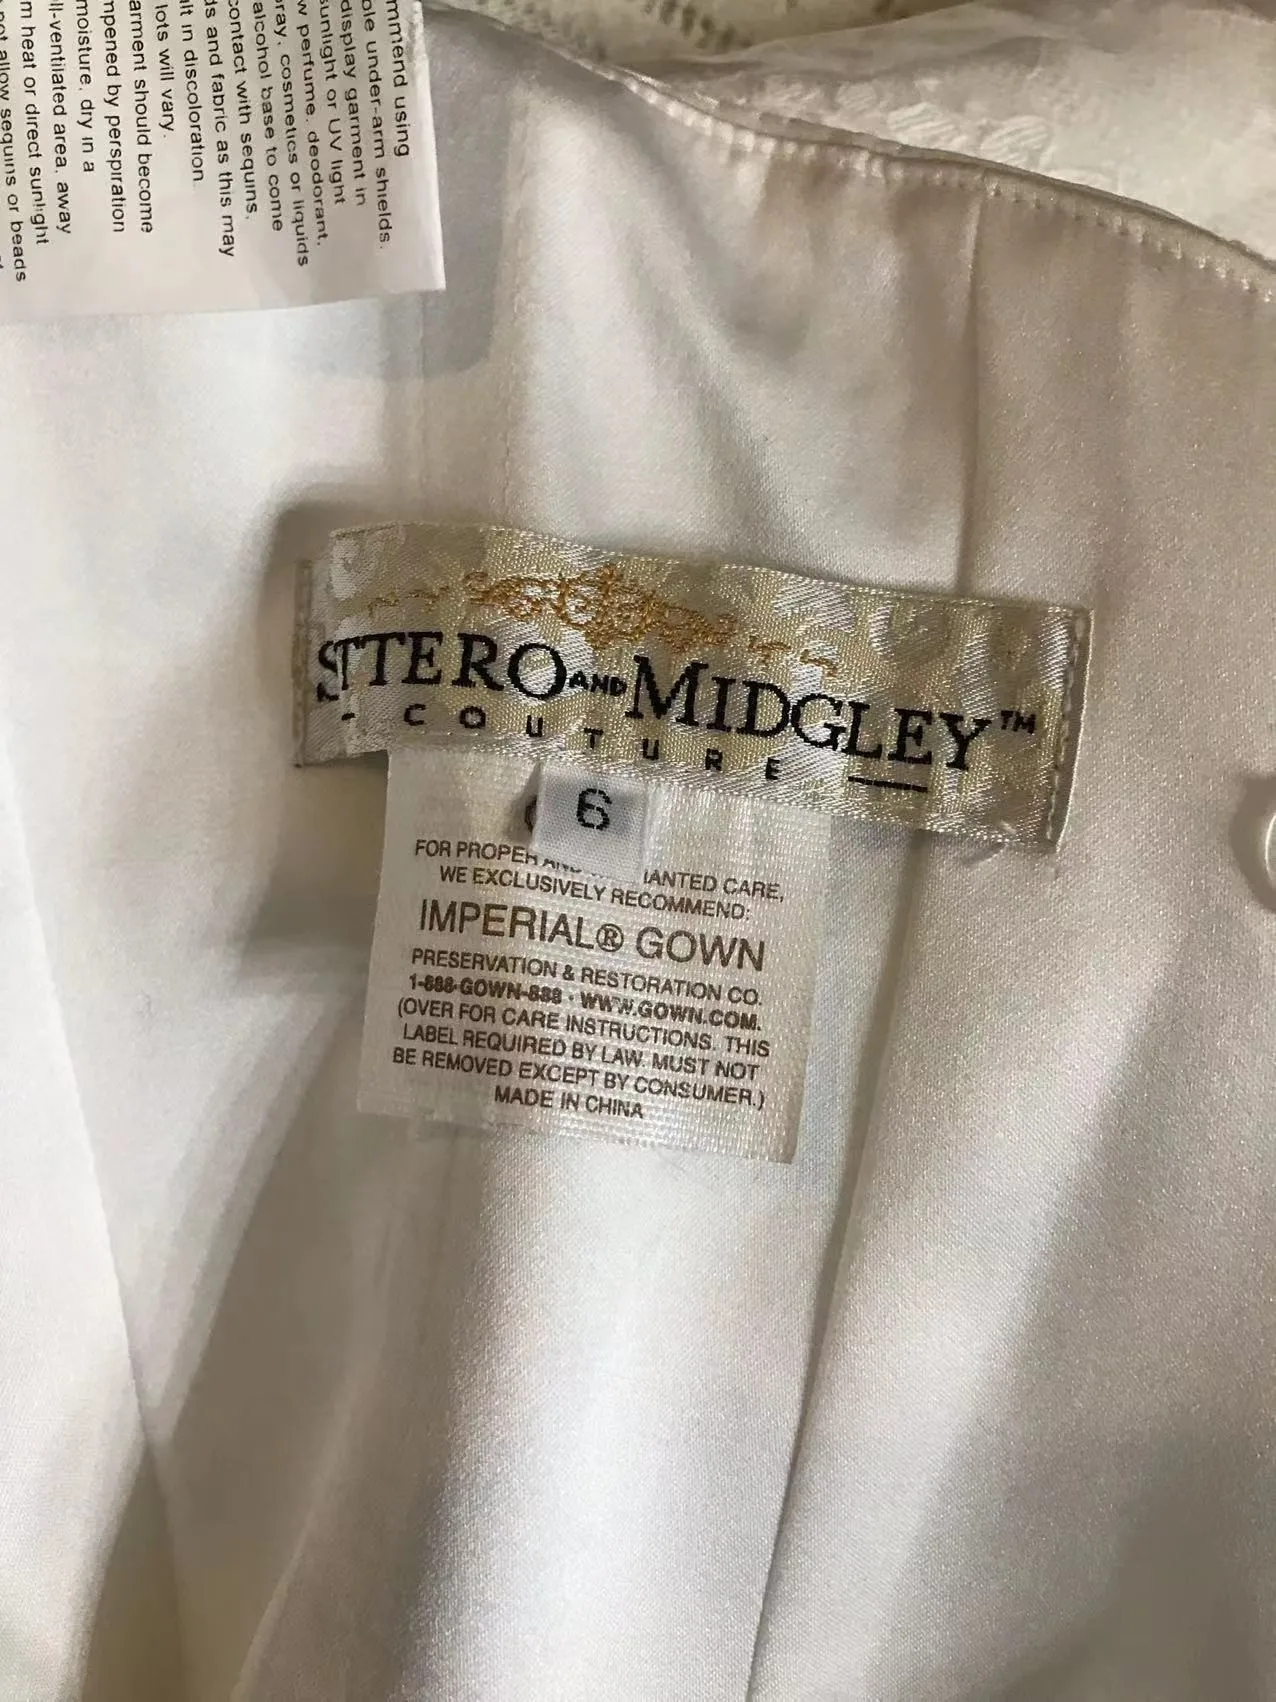 mmend using
ble under-arm shields.
display garment in
sunlight or UV light
w perfume, deodorant,
ray, cosmetics or liquids
alcohol base to come
contact with sequins,
ds and fabric as this may
lt in discoloration.
lots will vary.
arment should become
mpened by perspiration
moisture, dry in a
ll-ventilated area, away
m heat or direct sunlight
not allow sequins or beads
STTERO AND MIDGLEY™
COUTURE
6
FOR PROPER AND IANTED CARE,
WE EXCLUSIVELY RECOMMEND:
IMPERIAL® GOWN
PRESERVATION & RESTORATION CO.
1-888-GOWN-888 · WWW.GOWN.COM.
(OVER FOR CARE INSTRUCTIONS. THIS
LABEL REQUIRED BY LAW. MUST NOT
BE REMOVED EXCEPT BY CONSUMER.)
MADE IN CHINA